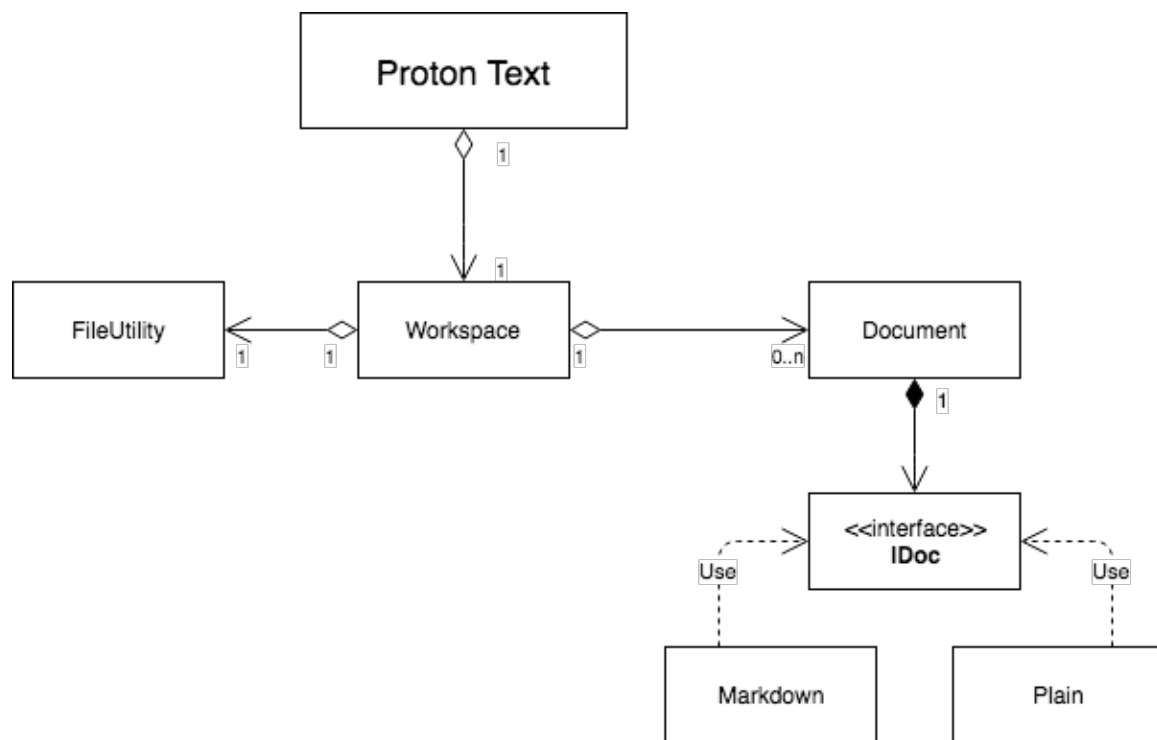 Proton Text
1
1
FileUtility
1
1
Workspace
1
0..n
Document
1
<<interface>>
IDoc
Use
Use
Markdown
Plain